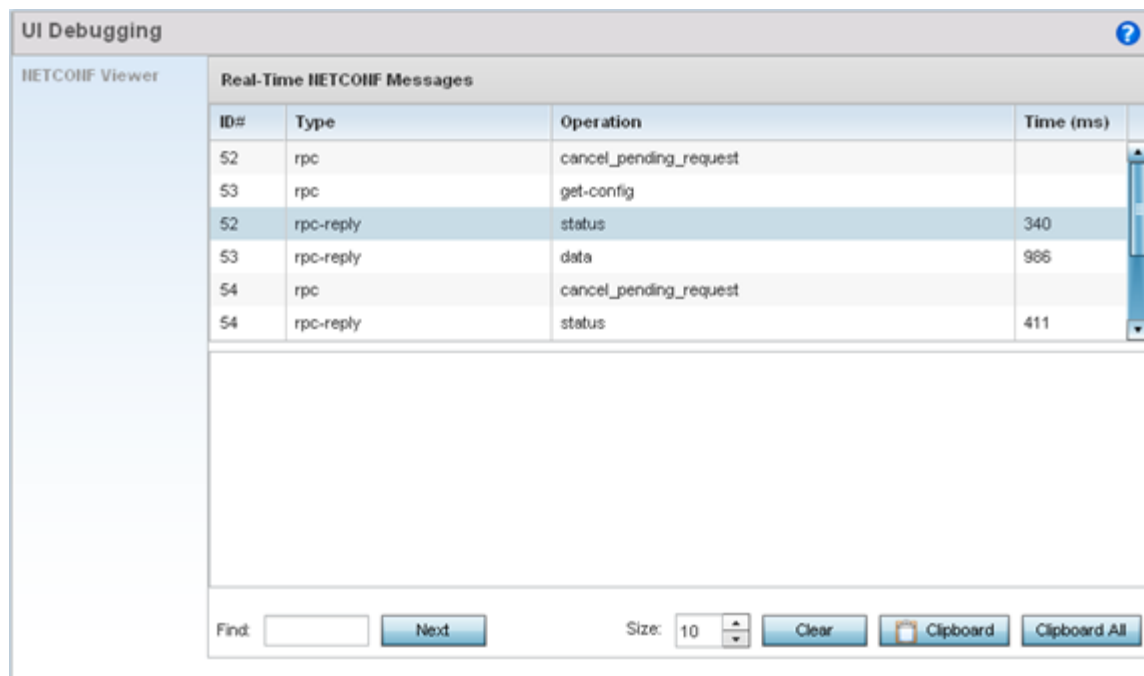 UI Debugging ?
NETCONF Viewer
Real-Time NETCONF Messages
ID# Type Operation Time (ms)
52 rpc cancel_pending_request
53 rpc get-config
52 rpc-reply status 340
53 rpc-reply data 986
54 rpc cancel_pending_request
54 rpc-reply status 411
Find: Next Size: 10 Clear Clipboard Clipboard All